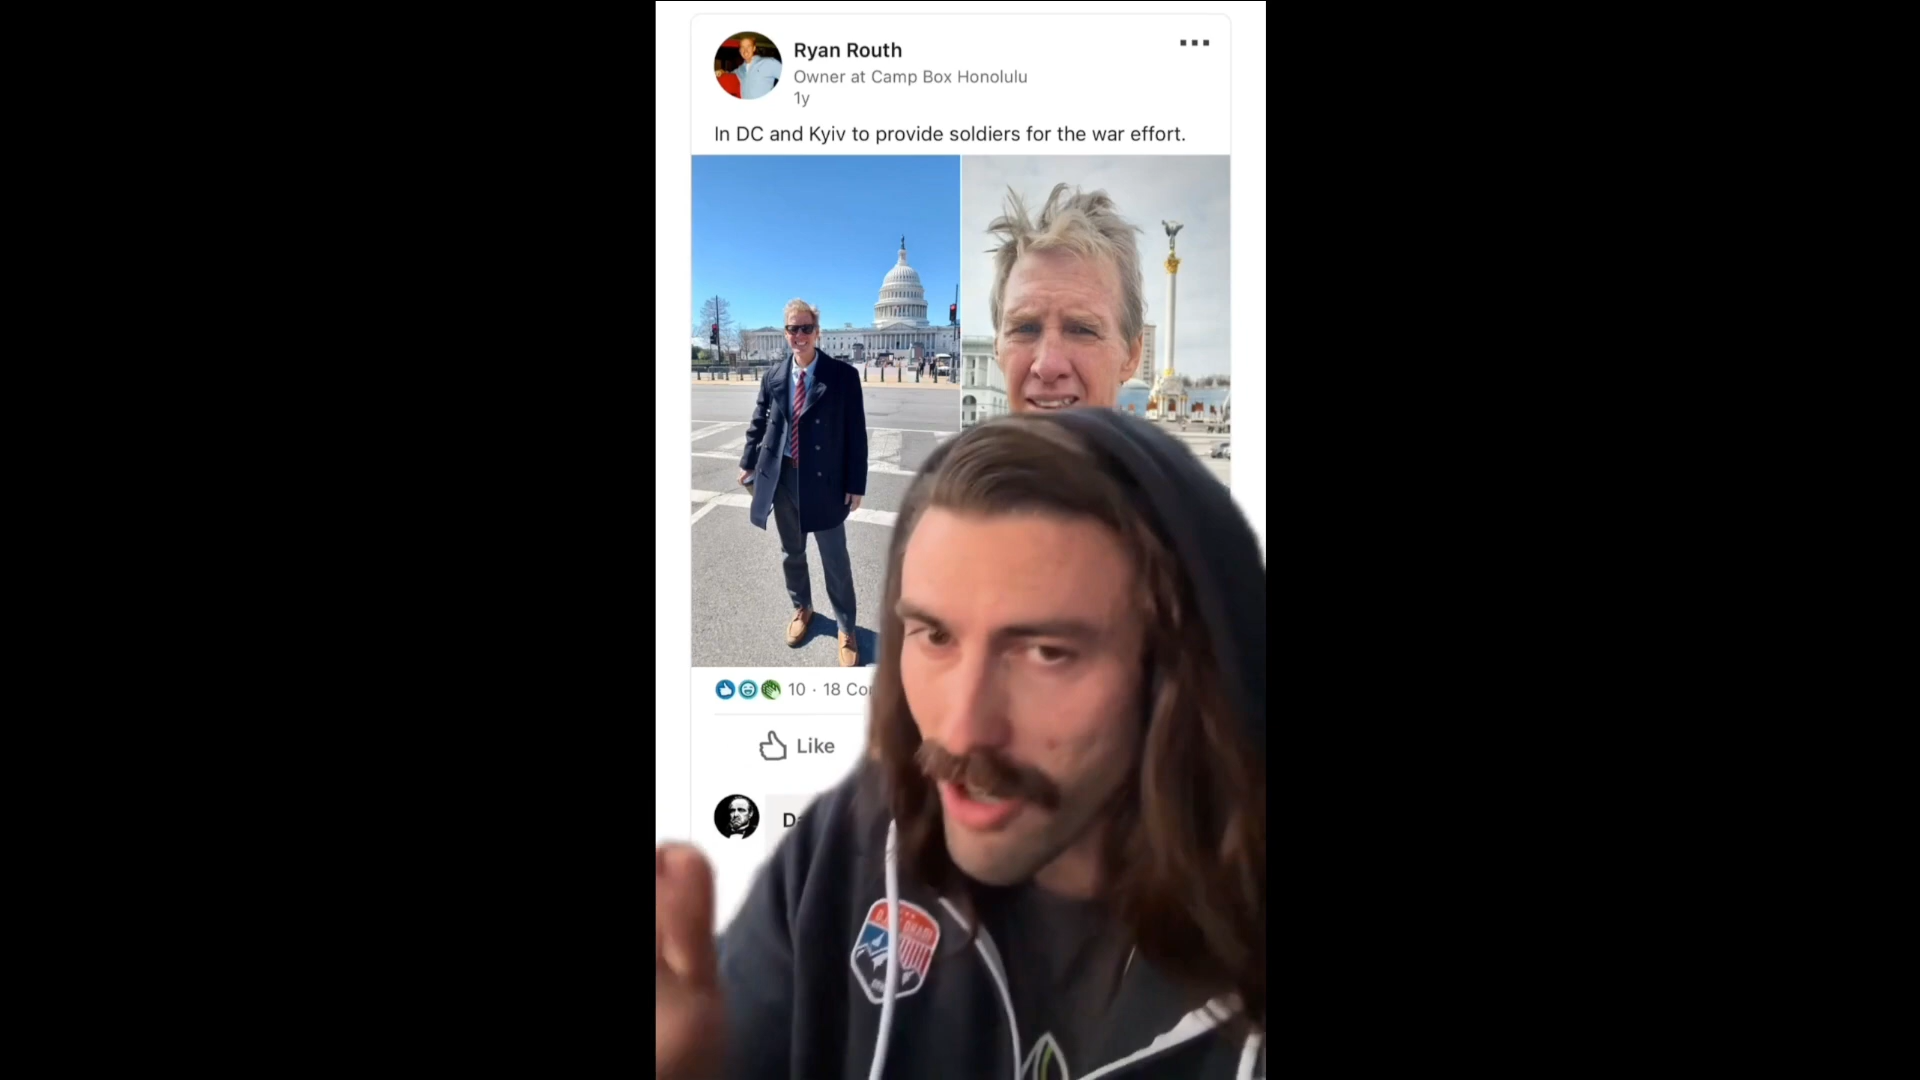 Ryan Routh
Owner at Camp Box Honolulu
1y
In DC and Kyiv to provide soldiers for the war effort.
10 · 18
Like